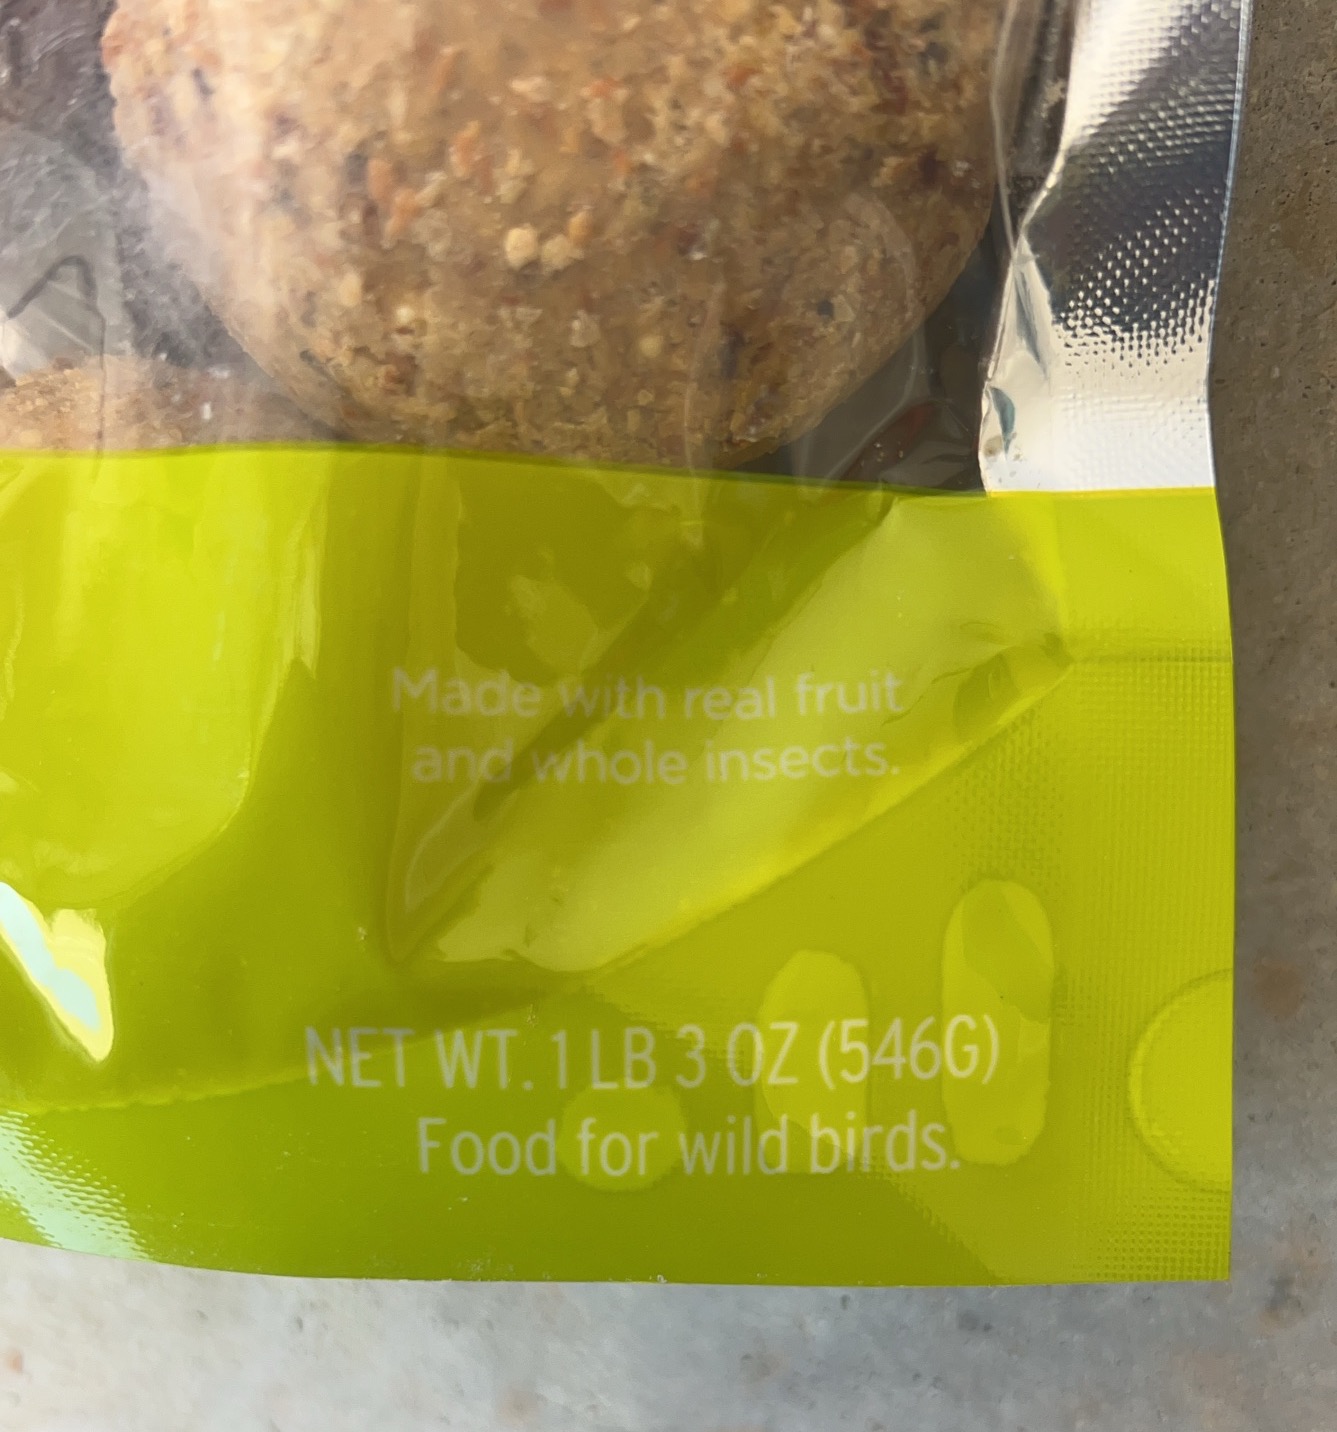 Made with real fruit
and whole insects.
NET WT. 1 LB 3 OZ (546G)
Food for wild birds.